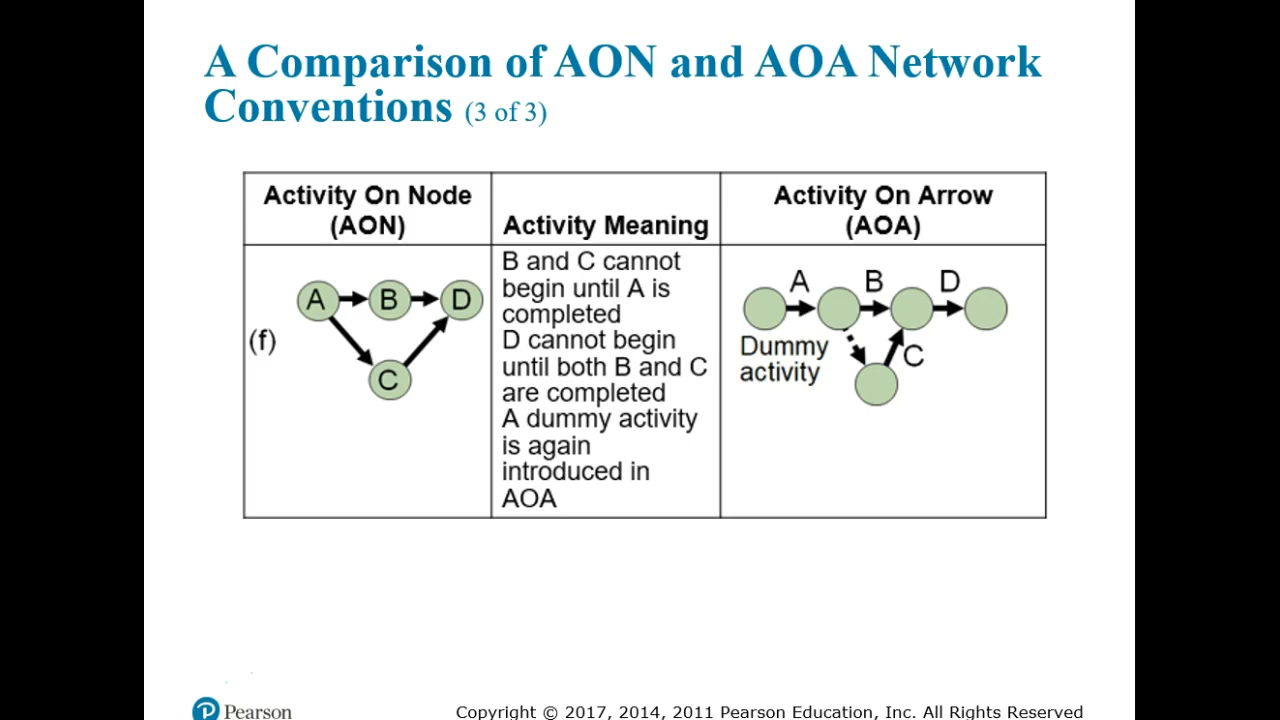 A Comparison of AON and AOA Network
Conventions (3 of 3)
Activity On Node
(AON)
Activity Meaning
Activity On Arrow
(AOA)
(f)
A
B
D
C
B and C cannot
begin until A is
completed
D cannot begin
until both B and C
are completed
A dummy activity
is again
introduced in
AOA
A
B
D
Dummy
activity
C
Pearson
Copyright © 2017, 2014, 2011 Pearson Education, Inc. All Rights Reserved